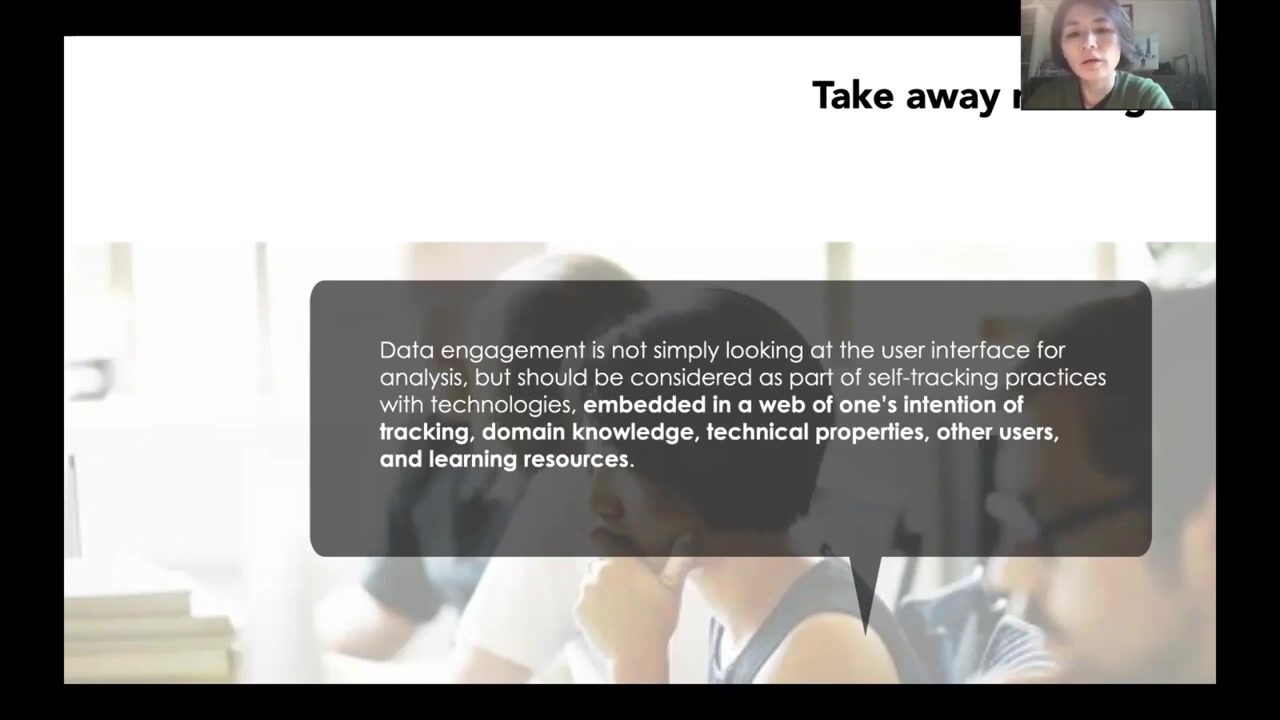 Take away
Data engagement is not simply looking at the user interface for
analysis, but should be considered as part of self-tracking practices
with technologies, embedded in a web of one's intention of
tracking, domain knowledge, technical properties, other users,
and learning resources.